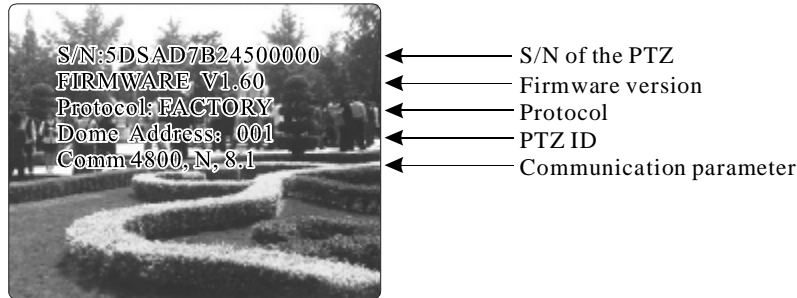 S/N:5DSAD7B24500000
FIRMWARE V1.60
Protocol: FACTORY
Dome Address: 001
Comm 4800, N, 8.1
S/N of the PTZ
Firmware version
Protocol
PTZ ID
Communication parameter